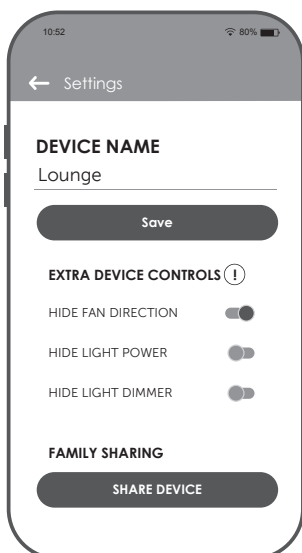 10:52 80%
Settings
DEVICE NAME
Lounge
Save
EXTRA DEVICE CONTROLS !
HIDE FAN DIRECTION
HIDE LIGHT POWER
HIDE LIGHT DIMMER
FAMILY SHARING
SHARE DEVICE